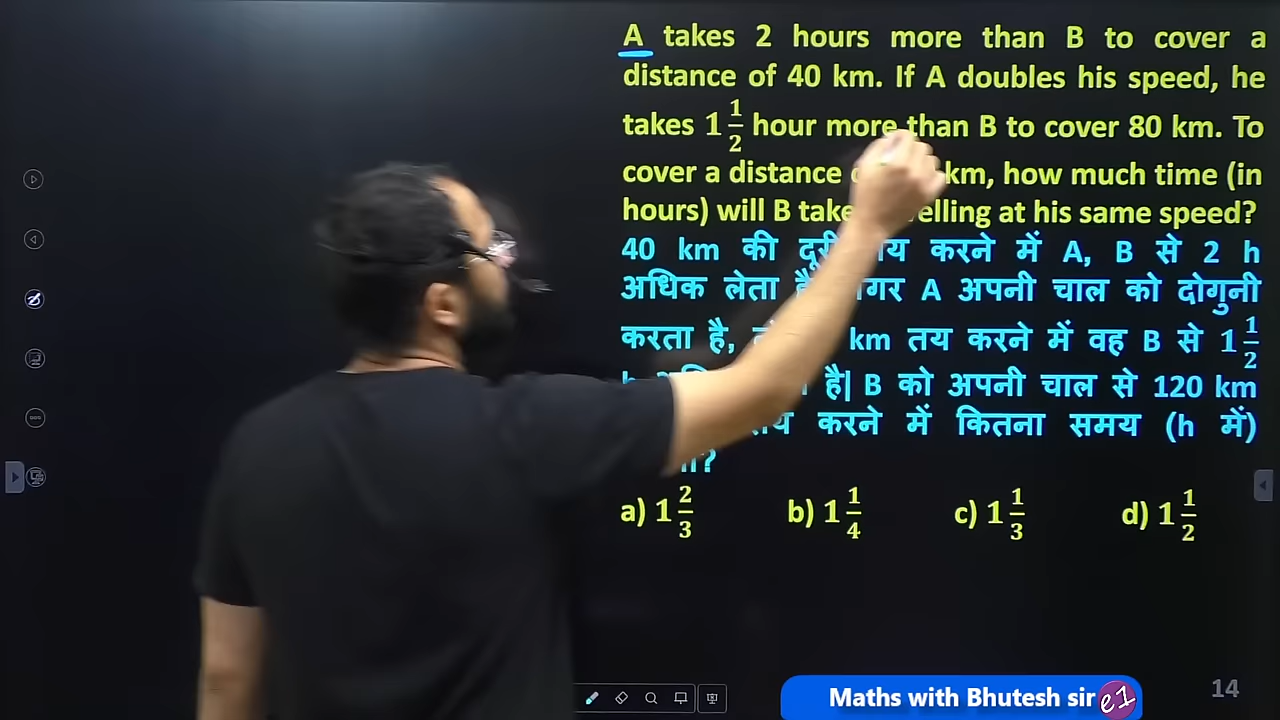 A takes 2 hours more than B to cover a
distance of 40 km. If A doubles his speed, he
takes 1 1/2 hour more than B to cover 80 km. To
cover a distance km, how much time (in
hours) will B take at his same speed?
40 km की दूरी करने में A, B से 2 h
अधिक लेता A अपनी चाल को दोगुनी
करता है, km तय करने में वह B से 1 1/2
है| B को अपनी चाल से 120 km
करने में कितना समय (h में)
?
a) 1 2/3 b) 1 1/4 c) 1 1/3 d) 1 1/2
Maths with Bhutesh sir e1
14